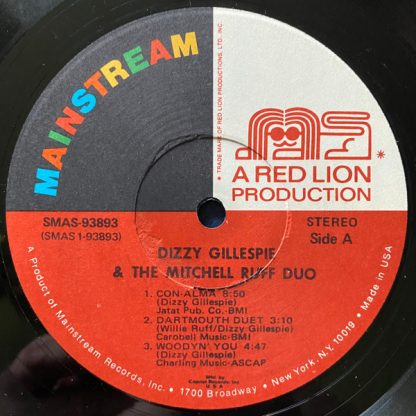 MAINSTREAM
* TRADE MARK OF RED LION PRODUCTIONS, LTD. INC.
ms *
A RED LION
PRODUCTION
SMAS-93893
(SMAS 1-93893)
STEREO
Side A
DIZZY GILLESPIE
& THE MITCHELL RUFF DUO
1. CON-ALMA 8:50
(Dizzy Gillespie)
Jatat Pub. Co.-BMI
2. DARTMOUTH DUET 3:10
(Willie Ruff/Dizzy Gillespie)
Carobell Music-BMI
3. WOODYN' YOU 4:47
(Dizzy Gillespie)
Charling Music-ASCAP
Mfd by
Capitol Records, Inc
U S A
A Product of Mainstream Records, Inc. • 1700 Broadway • New York, N.Y. 10019 • Made in USA